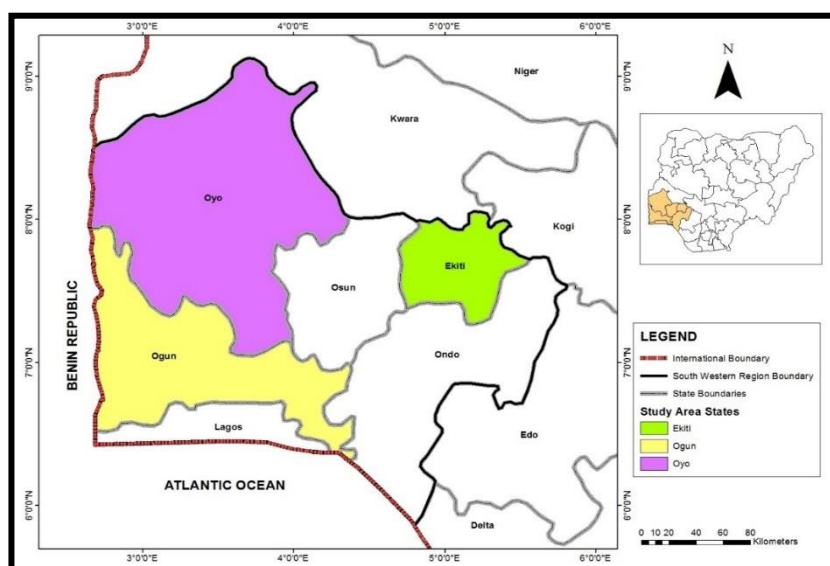 3°0'0"E 4°0'0"E 5°0'0"E 6°0'0"E
9°0'0"N 9°0'0"N
8°0'0"N 8°0'0"N
7°0'0"N 7°0'0"N
6°0'0"N 6°0'0"N
3°0'0"E 4°0'0"E 5°0'0"E 6°0'0"E
Niger
Kwara
Oyo
Kogi
Ekiti
Osun
BENIN REPUBLIC
Ogun
Ondo
Lagos
Edo
ATLANTIC OCEAN
Delta
N
LEGEND
International Boundary
South Western Region Boundary
State Boundaries
Study Area States
Ekiti
Ogun
Oyo
0 10 20 40 60 80
Kilometers